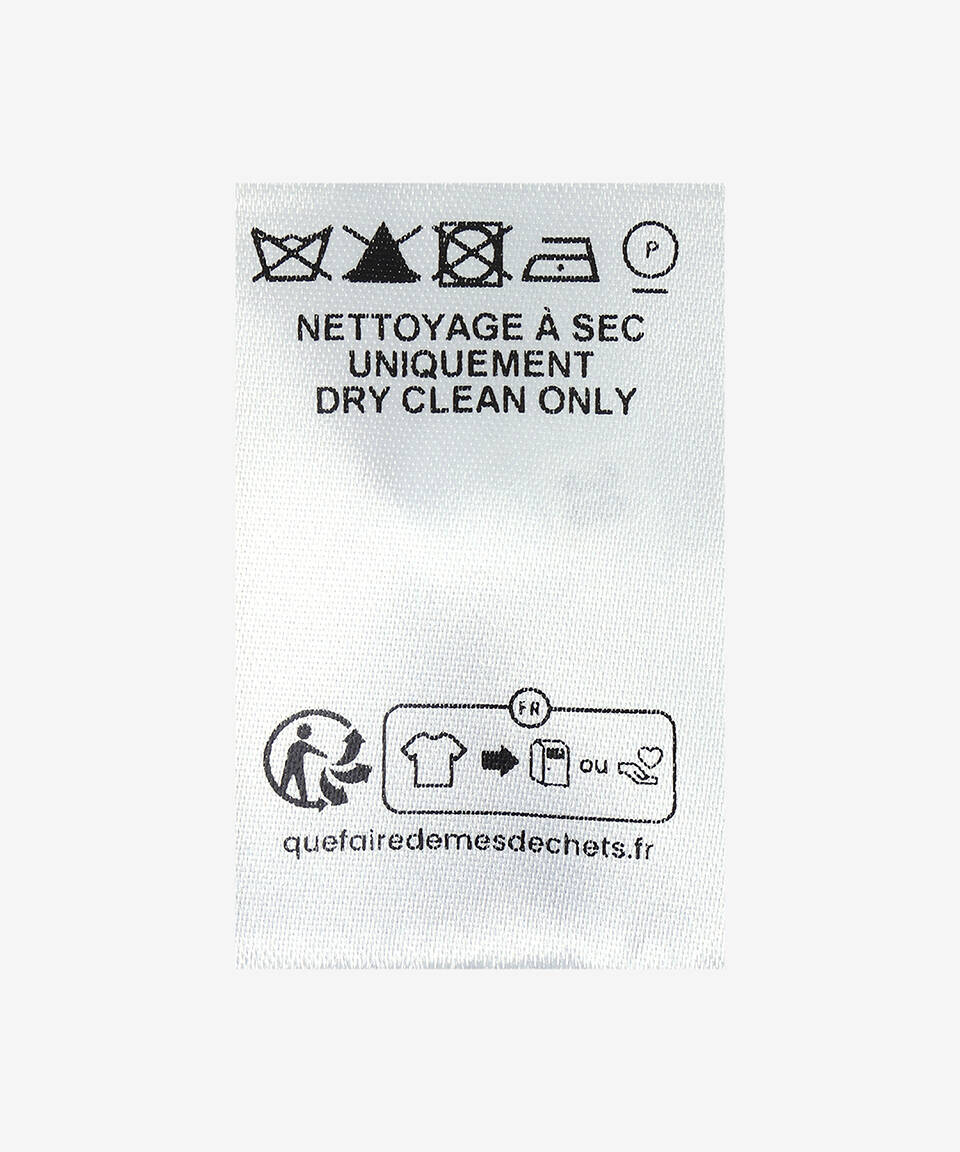 P
NETTOYAGE À SEC
UNIQUEMENT
DRY CLEAN ONLY
FR
ou
quefairedemesdechets.fr